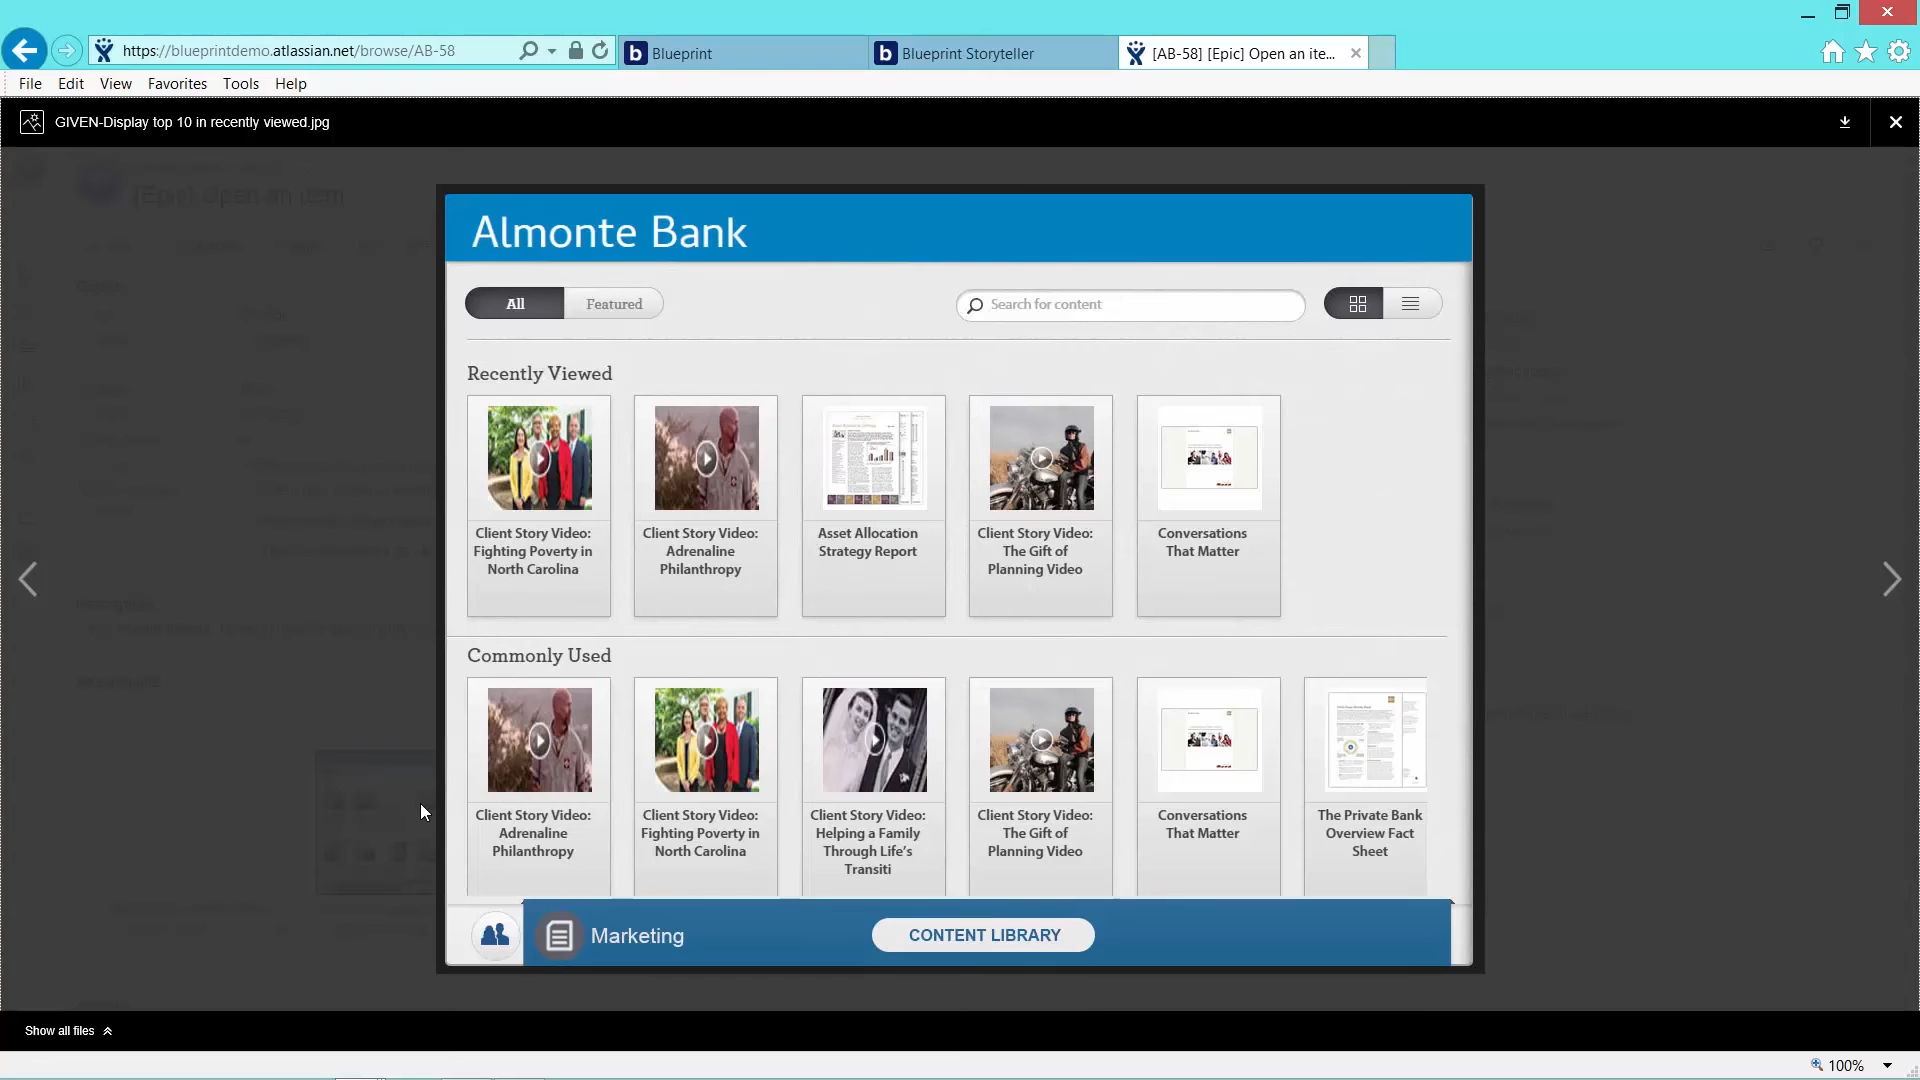 https://blueprintdemo.atlassian.net/browse/AB-58
Blueprint
Blueprint Storyteller
[AB-58] [Epic] Open an ite...
File Edit View Favorites Tools Help
GIVEN-Display top 10 in recently viewed.jpg
[Epic] Open an item
Almonte Bank
All
Featured
Search for content
Recently Viewed
Client Story Video:
Fighting Poverty in
North Carolina
Client Story Video:
Adrenaline
Philanthropy
Asset Allocation
Strategy Report
Client Story Video:
The Gift of
Planning Video
Conversations
That Matter
Commonly Used
Client Story Video:
Adrenaline
Philanthropy
Client Story Video:
Fighting Poverty in
North Carolina
Client Story Video:
Helping a Family
Through Life's
Transiti
Client Story Video:
The Gift of
Planning Video
Conversations
That Matter
The Private Bank
Overview Fact
Sheet
Marketing
CONTENT LIBRARY
Show all files
100%